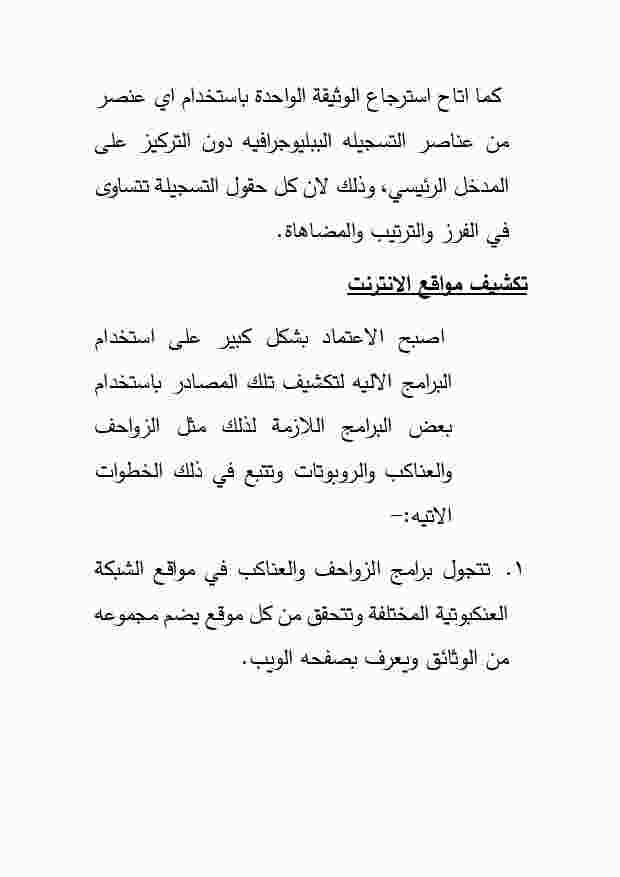 كما اتاح استرجاع الوثيقة الواحدة باستخدام اي عنصر
من عناصر التسجيله الببليوجرافيه دون التركيز على
المدخل الرئيسي، وذلك لان كل حقول التسجيلة تتساوى
في الفرز والترتيب والمضاهاة.
تكشيف مواقع الانترنت
اصبح الاعتماد بشكل كبير على استخدام
البرامج الآليه لتكشيف تلك المصادر باستخدام
بعض البرامج اللازمة لذلك مثل الزواحف
والعناكب والروبوتات وتتبع في ذلك الخطوات
الاتيه:–
١. تتجول برامج الزواحف والعناكب في مواقع الشبكة
العنكبوتية المختلفة وتتحقق من كل موقع يضم مجموعه
من الوثائق ويعرف بصفحه الويب.